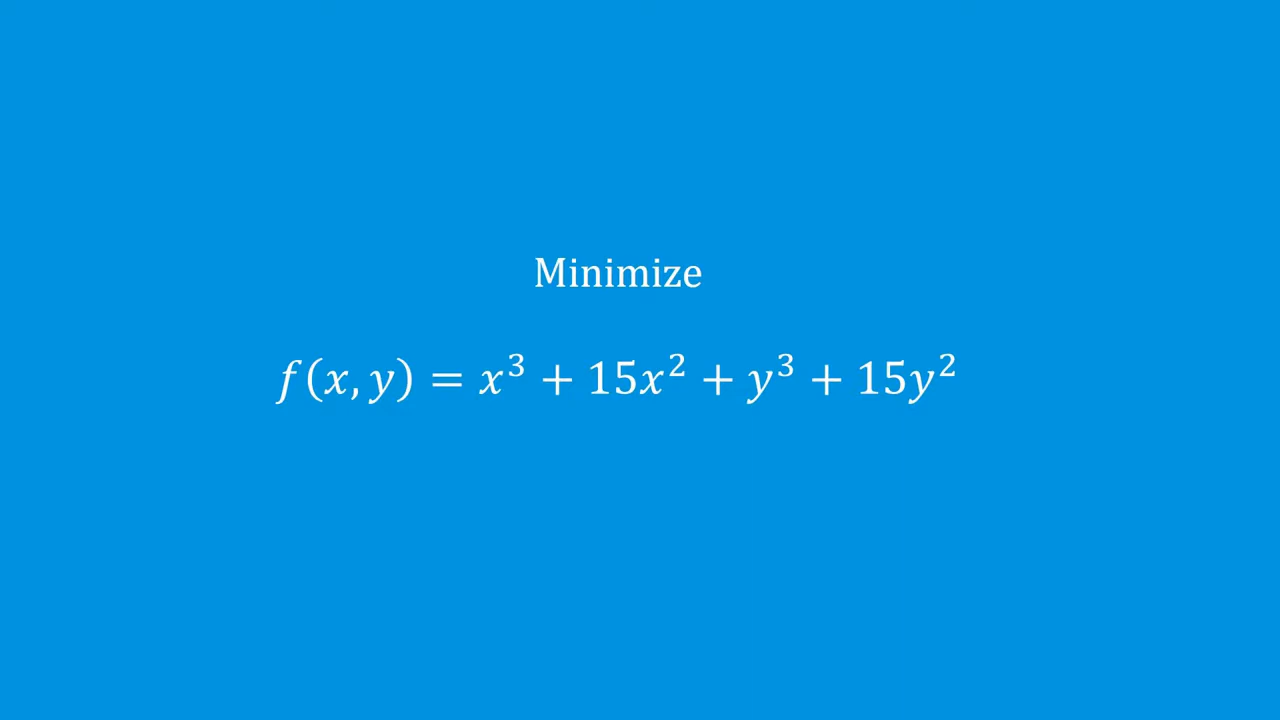 Minimize
f(x, y) = x³ + 15x² + y³ + 15y²